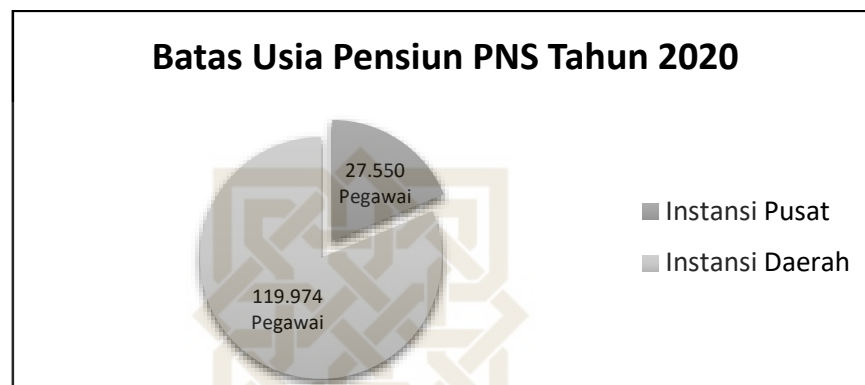 Batas Usia Pensiun PNS Tahun 2020
27.550
Pegawai
Instansi Pusat
Instansi Daerah
119.974
Pegawai